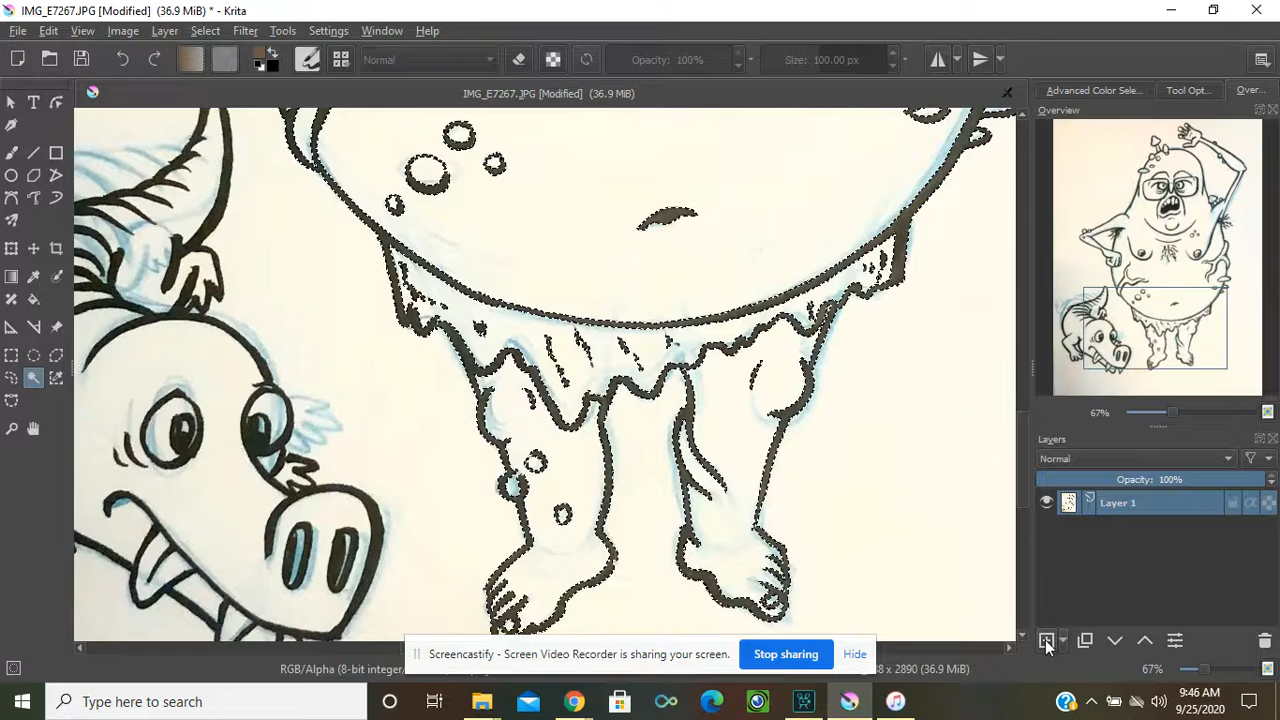 IMG_E7267.JPG (36.9 MiB) * - Krita
File Edit View Image Layer Select Filter Tools Settings Window Help
Normal Opacity: 100% Size: 100.00 px
IMG_E7267.JPG [Modified] (36.9 MiB) Advanced Color Sele... Tool Opt... Over...
Overview
67%
Layers
Normal
Opacity: 100%
Layer 1
Screencastify - Screen Video Recorder is sharing your screen. Stop sharing Hide
RGB/Alpha (8-bit integer/ 2890 (36.9 MiB) 67%
Type here to search
9:46 AM
9/25/2020